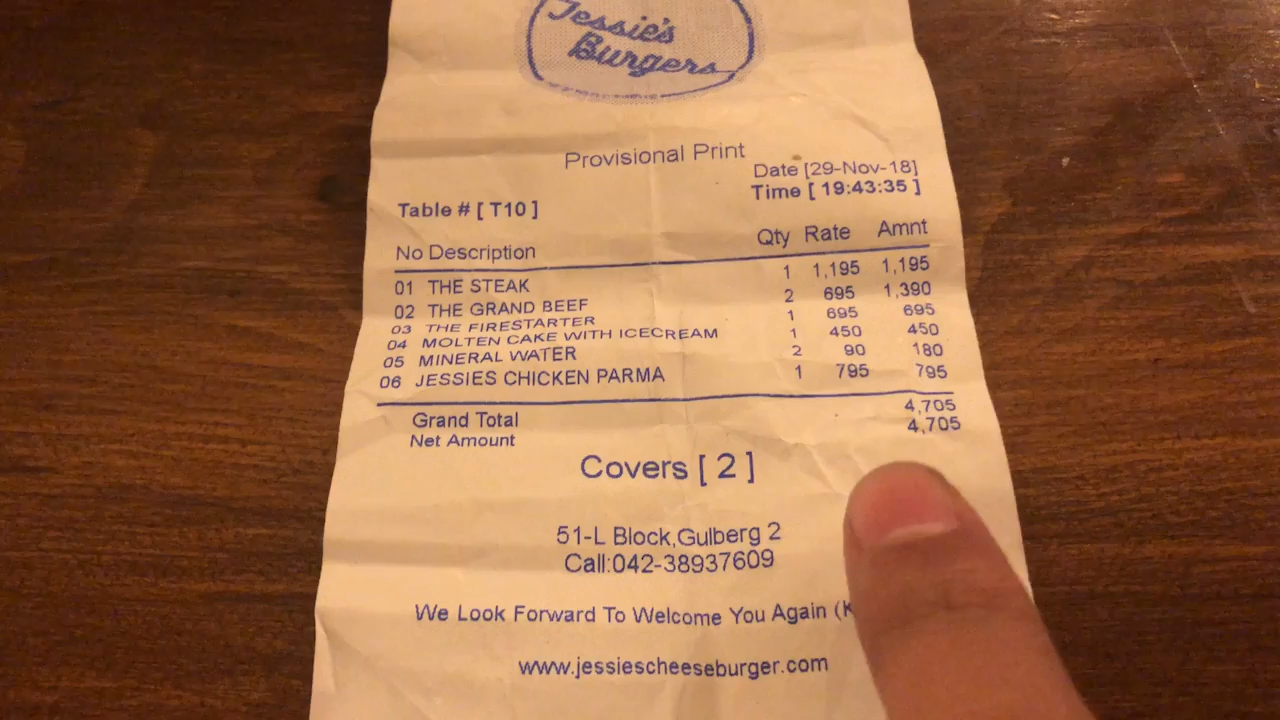 Jessie's
Burgers
Provisional Print
Date [29-Nov-18]
Time [ 19:43:35 ]
Table # [ T10 ]
No Description Qty Rate Amnt
01 THE STEAK 1 1,195 1,195
02 THE GRAND BEEF 2 695 1,390
03 THE FIRESTARTER 1 695 695
04 MOLTEN CAKE WITH ICECREAM 1 450 450
05 MINERAL WATER 2 90 180
06 JESSIES CHICKEN PARMA 1 795 795
Grand Total 4,705
Net Amount 4,705
Covers [ 2 ]
51-L Block,Gulberg 2
Call:042-38937609
We Look Forward To Welcome You Again (K
www.jessiescheeseburger.com